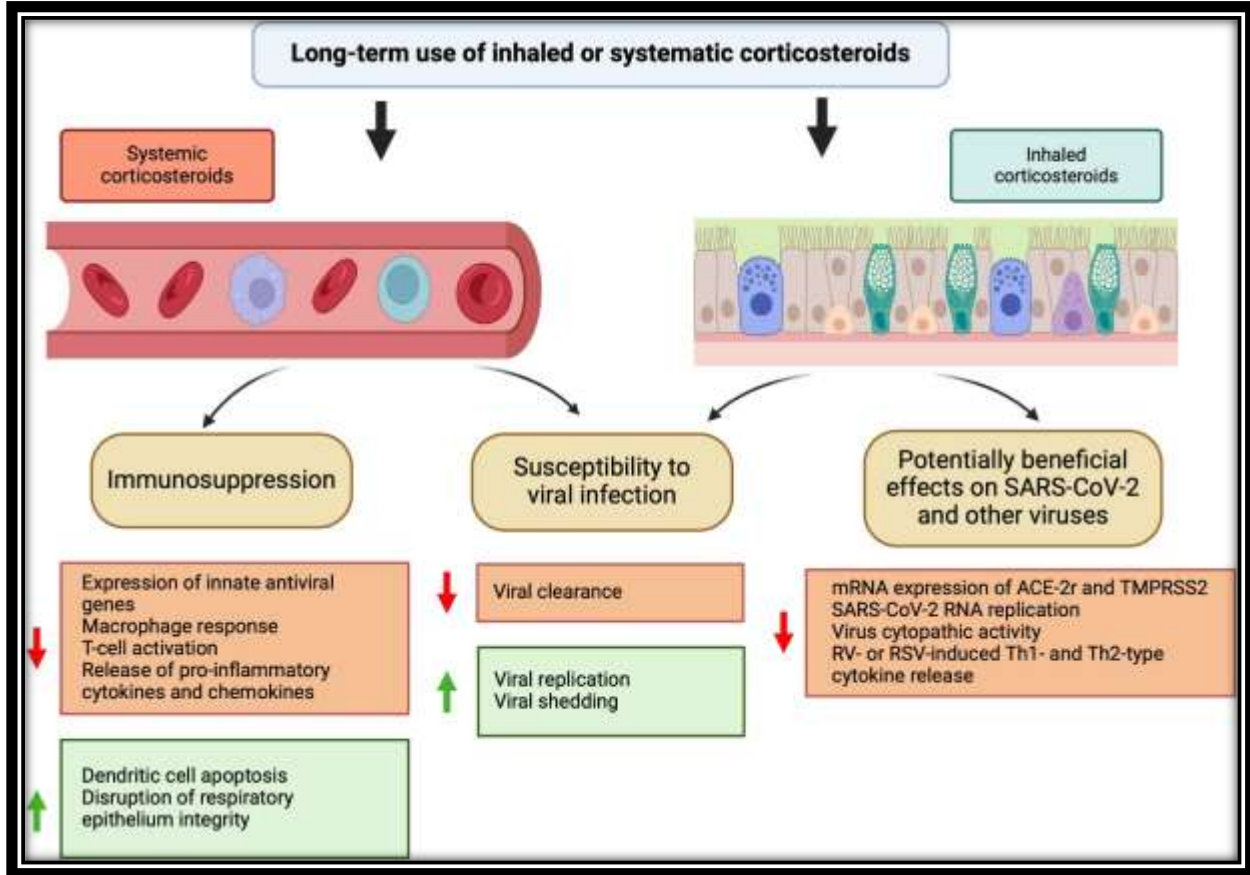 Long-term use of inhaled or systematic corticosteroids
Systemic
corticosteroids
Inhaled
corticosteroids
Immunosuppression
Susceptibility to
viral infection
Potentially beneficial
effects on SARS-CoV-2
and other viruses
Expression of innate antiviral
genes
Macrophage response
T-cell activation
Release of pro-inflammatory
cytokines and chemokines
Dendritic cell apoptosis
Disruption of respiratory
epithelium integrity
Viral clearance
Viral replication
Viral shedding
mRNA expression of ACE-2r and TMPRSS2
SARS-CoV-2 RNA replication
Virus cytopathic activity
RV- or RSV-induced Th1- and Th2-type
cytokine release